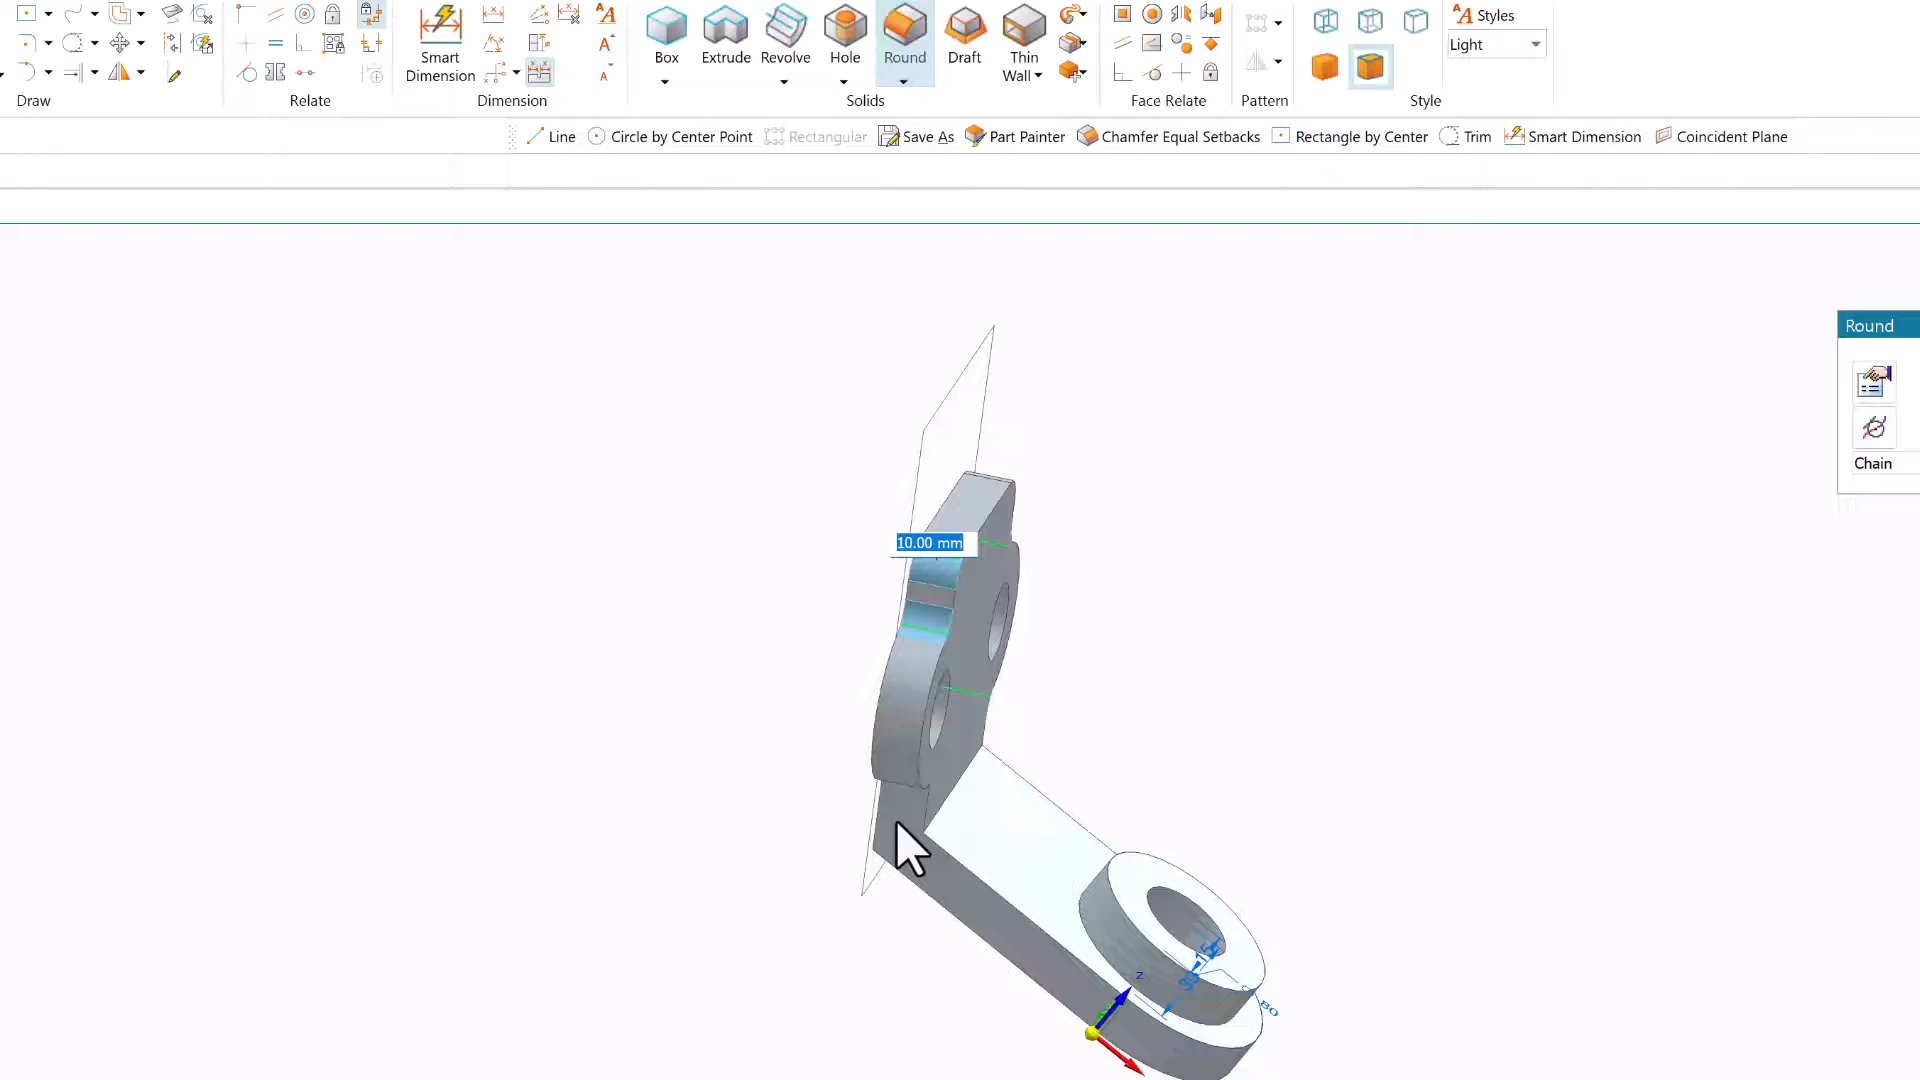 Smart
Dimension
Box
Extrude
Revolve
Hole
Round
Draft
Thin
Wall
Styles
Light
Draw
Relate
Dimension
Solids
Face Relate
Pattern
Style
Line
Circle by Center Point
Rectangular
Save As
Part Painter
Chamfer Equal Setbacks
Rectangle by Center
Trim
Smart Dimension
Coincident Plane
Round
Chain
10.00 mm
z
80